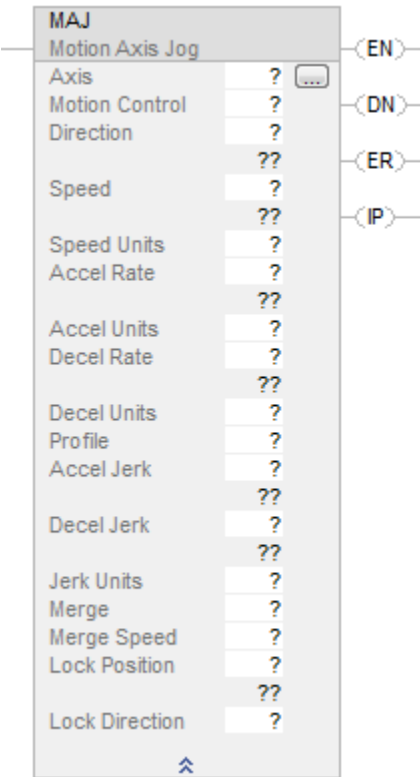 MAJ
Motion Axis Jog (EN)
Axis ? ...
Motion Control ? (DN)
Direction ?
?? (ER)
Speed ?
?? (IP)
Speed Units ?
Accel Rate ?
??
Accel Units ?
Decel Rate ?
??
Decel Units ?
Profile ?
Accel Jerk ?
??
Decel Jerk ?
??
Jerk Units ?
Merge ?
Merge Speed ?
Lock Position ?
??
Lock Direction ?